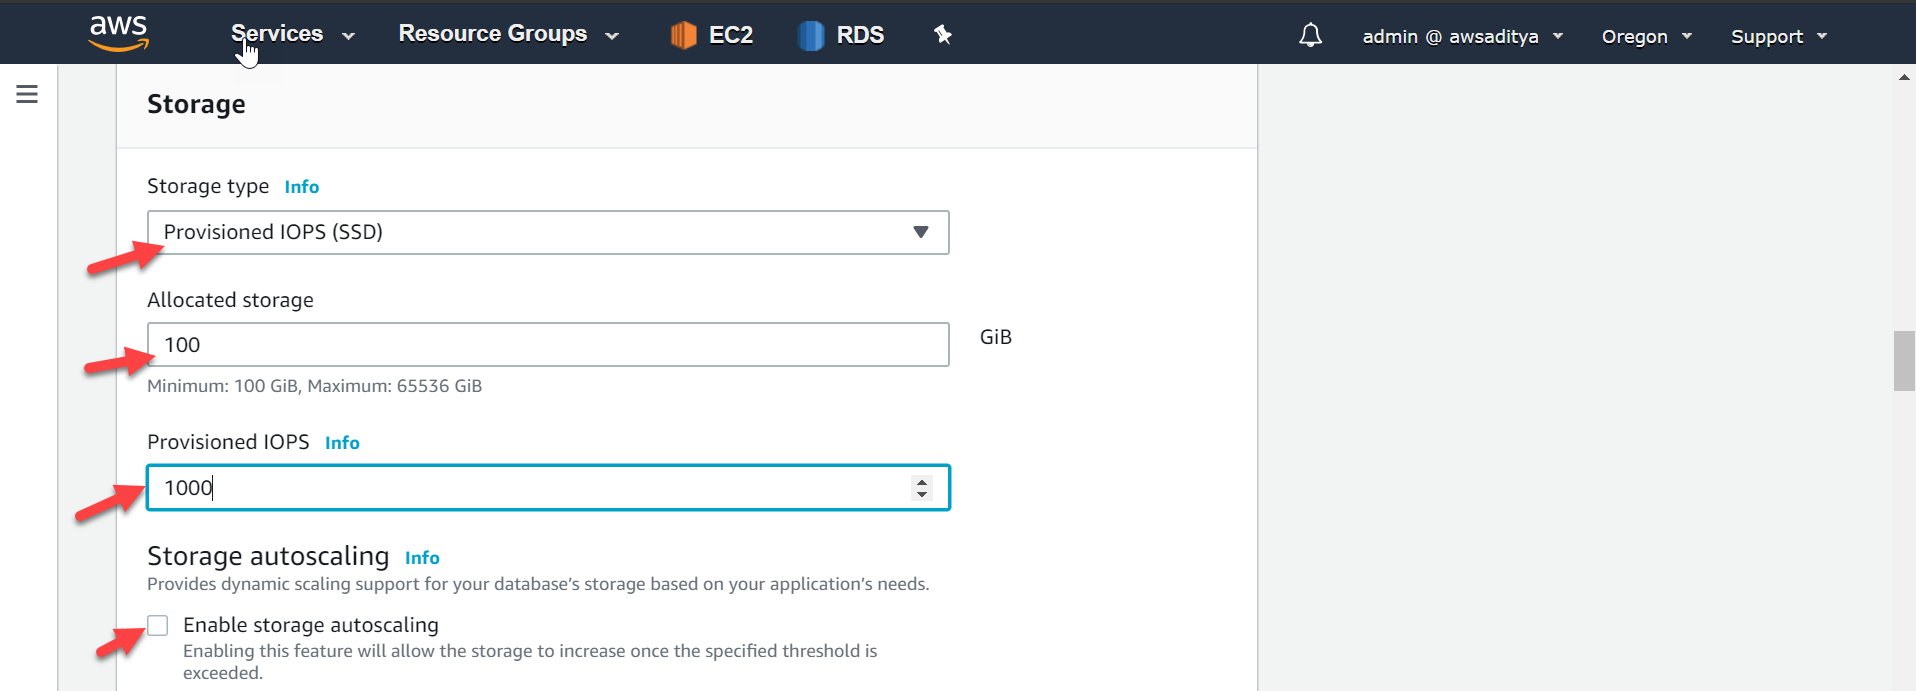 aws Services Resource Groups EC2 RDS admin @ awsaditya Oregon Support
Storage
Storage type Info
Provisioned IOPS (SSD)
Allocated storage
100 GiB
Minimum: 100 GiB, Maximum: 65536 GiB
Provisioned IOPS Info
1000
Storage autoscaling Info
Provides dynamic scaling support for your database’s storage based on your application’s needs.
Enable storage autoscaling
Enabling this feature will allow the storage to increase once the specified threshold is
exceeded.